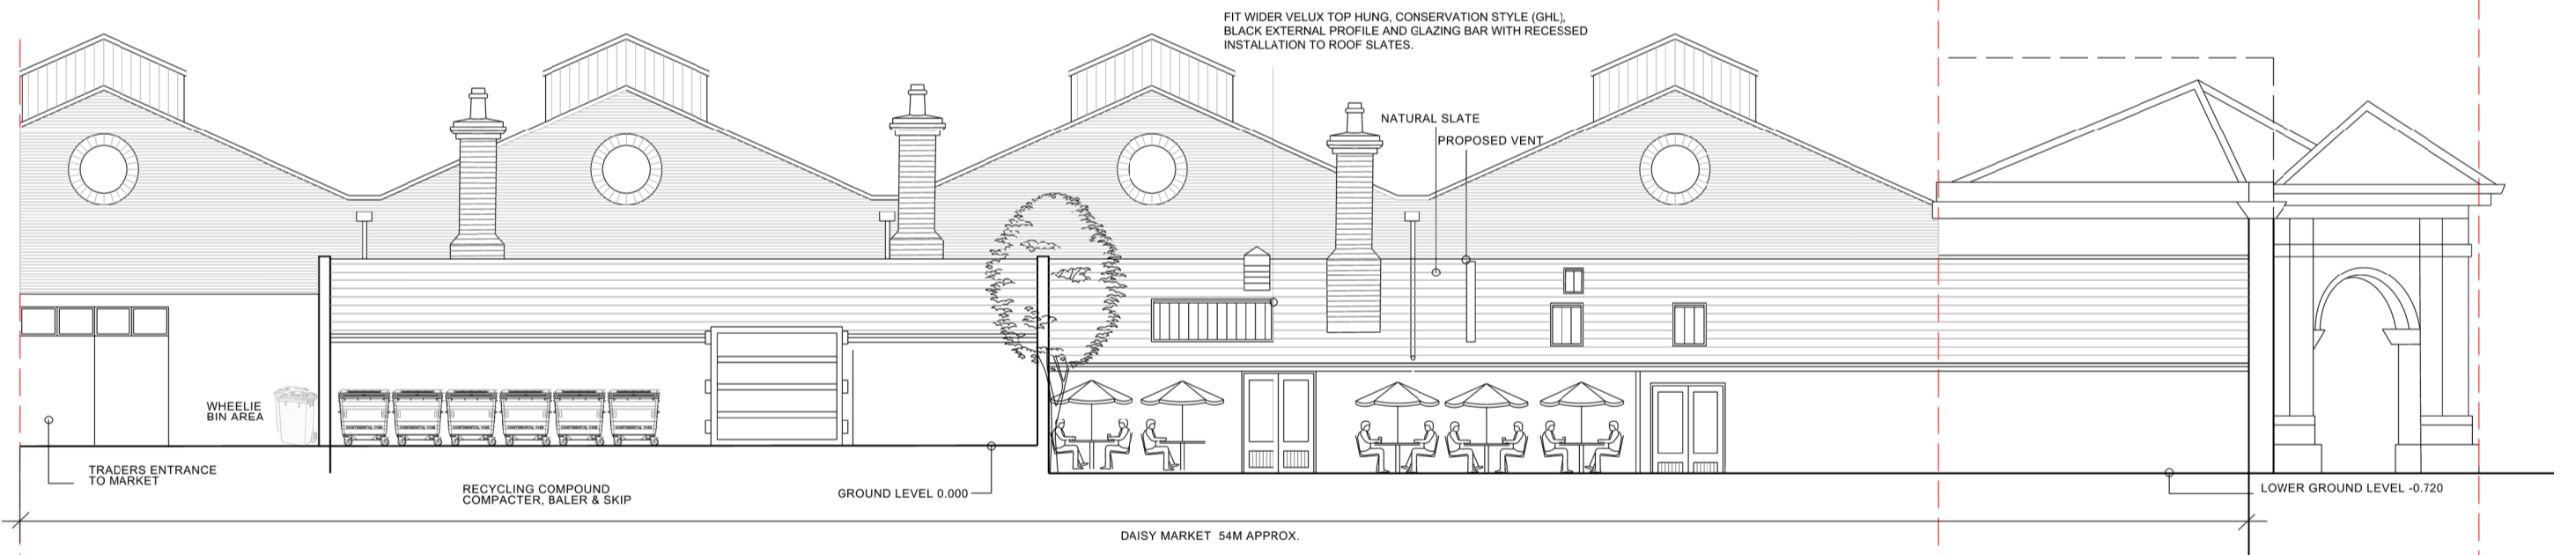 FIT WIDER VELUX TOP HUNG, CONSERVATION STYLE (GHL),
BLACK EXTERNAL PROFILE AND GLAZING BAR WITH RECESSED
INSTALLATION TO ROOF SLATES.
NATURAL SLATE
PROPOSED VENT
WHEELIE
BIN AREA
TRADERS ENTRANCE
TO MARKET
RECYCLING COMPOUND
COMPACTER, BALER & SKIP
GROUND LEVEL 0.000
LOWER GROUND LEVEL -0.720
DAISY MARKET 54M APPROX.